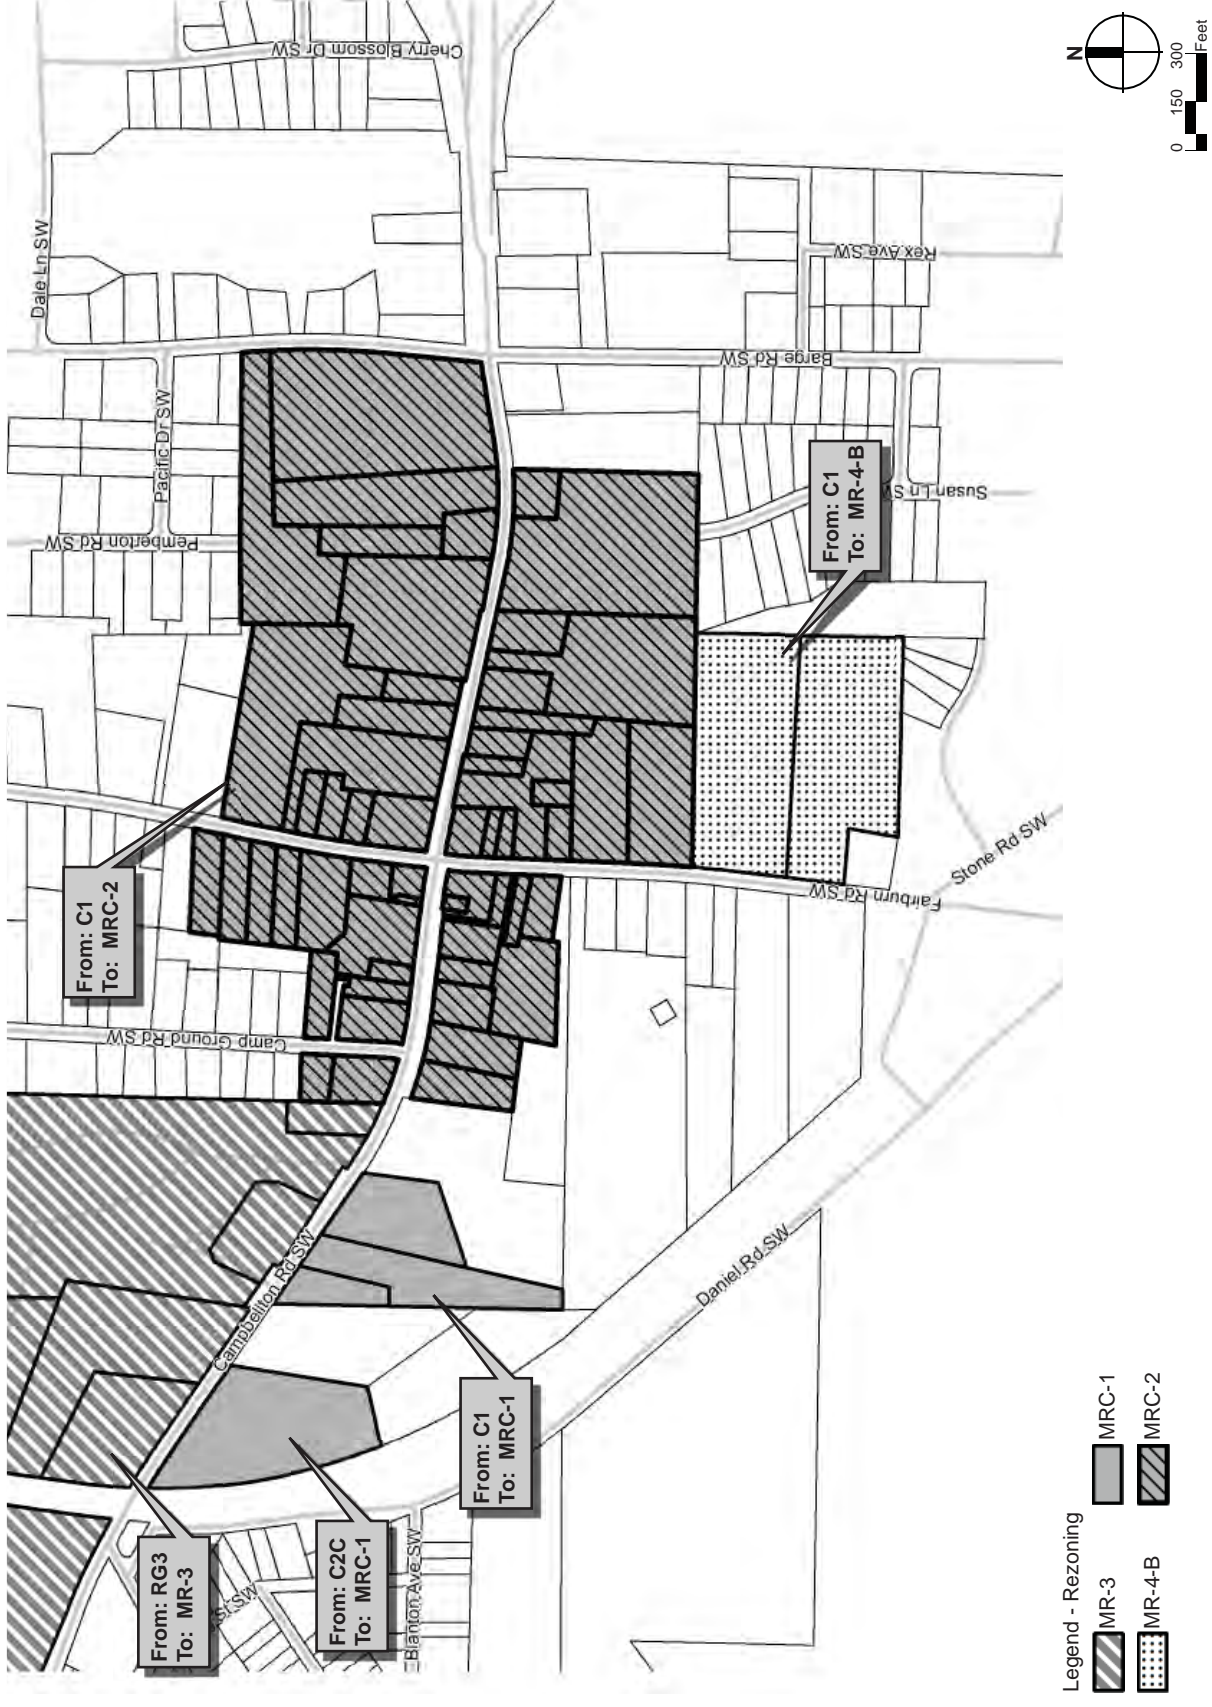 Dale Ln SW
Cherry Blossom Dr SW
Pacific Dr SW
Pemberton Rd SW
Rex Ave SW
Barge Rd SW
Susan Ln SW
From: C1
To: MR-4-B
From: C1
To: MRC-2
Camp Ground Rd SW
Fairburn Rd SW
Stone Rd SW
Campbellton Rd SW
Daniel Rd SW
From: C1
To: MRC-1
From: C2C
To: MRC-1
From: RG3
To: MR-3
St SW
Blanton Ave SW
Legend - Rezoning
MR-3
MRC-1
MR-4-B
MRC-2
N
0 150 300
Feet